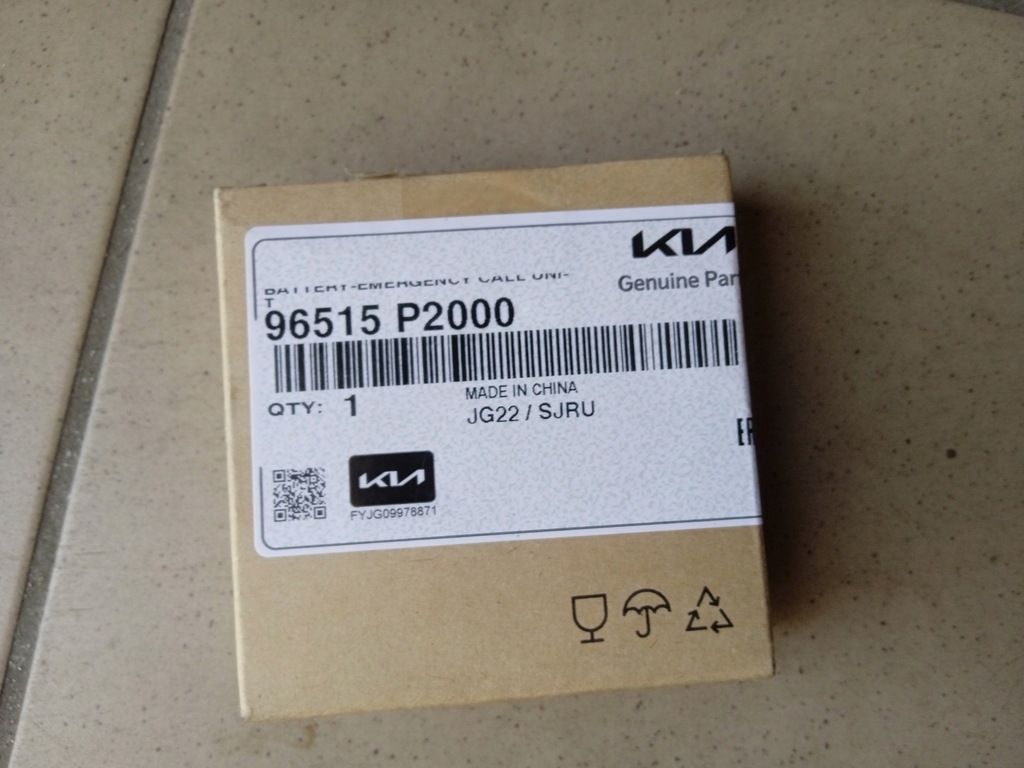 KIA
Genuine Par
BATTERY-EMERGENCY CALL UNI-
T
96515 P2000
MADE IN CHINA
QTY: 1
JG22 / SJRU
KIA
FYJG09978871